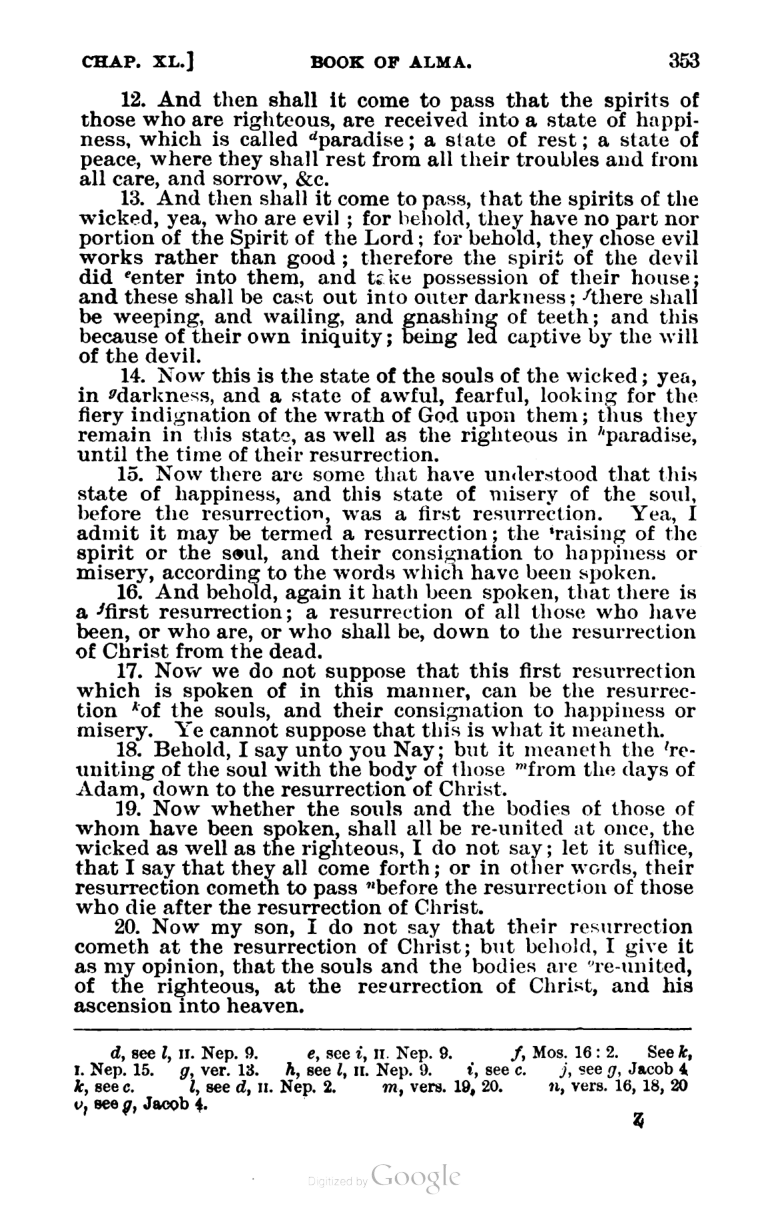 CHAP. XL.] BOOK OF ALMA. 353
12. And then shall it come to pass that the spirits of
those who are righteous, are received into a state of happi-
ness, which is called ᵈparadise; a state of rest; a state of
peace, where they shall rest from all their troubles and from
all care, and sorrow, &c.
13. And then shall it come to pass, that the spirits of the
wicked, yea, who are evil; for behold, they have no part nor
portion of the Spirit of the Lord; for behold, they chose evil
works rather than good; therefore the spirit of the devil
did ᵉenter into them, and take possession of their house;
and these shall be cast out into outer darkness; ᶠthere shall
be weeping, and wailing, and gnashing of teeth; and this
because of their own iniquity; being led captive by the will
of the devil.
14. Now this is the state of the souls of the wicked; yea,
in ᵍdarkness, and a state of awful, fearful, looking for the
fiery indignation of the wrath of God upon them; thus they
remain in this state, as well as the righteous in ʰparadise,
until the time of their resurrection.
15. Now there are some that have understood that this
state of happiness, and this state of misery of the soul,
before the resurrection, was a first resurrection. Yea, I
admit it may be termed a resurrection; the ⁱraising of the
spirit or the soul, and their consignation to happiness or
misery, according to the words which have been spoken.
16. And behold, again it hath been spoken, that there is
a ʲfirst resurrection; a resurrection of all those who have
been, or who are, or who shall be, down to the resurrection
of Christ from the dead.
17. Now we do not suppose that this first resurrection
which is spoken of in this manner, can be the resurrec-
tion ᵏof the souls, and their consignation to happiness or
misery. Ye cannot suppose that this is what it meaneth.
18. Behold, I say unto you Nay; but it meaneth the ˡre-
uniting of the soul with the body of those ᵐfrom the days of
Adam, down to the resurrection of Christ.
19. Now whether the souls and the bodies of those of
whom have been spoken, shall all be re-united at once, the
wicked as well as the righteous, I do not say; let it suffice,
that I say that they all come forth; or in other words, their
resurrection cometh to pass ⁿbefore the resurrection of those
who die after the resurrection of Christ.
20. Now my son, I do not say that their resurrection
cometh at the resurrection of Christ; but behold, I give it
as my opinion, that the souls and the bodies are ᵒre-united,
of the righteous, at the resurrection of Christ, and his
ascension into heaven.
d, see l, II. Nep. 9. e, see i, II. Nep. 9. f, Mos. 16 : 2. See k,
I. Nep. 15. g, ver. 13. h, see l, II. Nep. 9. i, see c. j, see g, Jacob 4
k, see c. l, see d, II. Nep. 2. m, vers. 19, 20. n, vers. 16, 18, 20
o, see g, Jacob 4.
Z
Digitized by Google